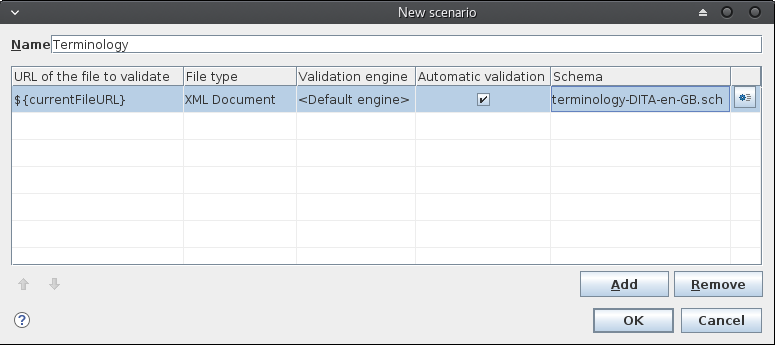 New scenario
Name Terminology
URL of the file to validate File type Validation engine Automatic validation Schema
${currentFileURL} XML Document <Default engine> terminology-DITA-en-GB.sch
Add Remove
? OK Cancel